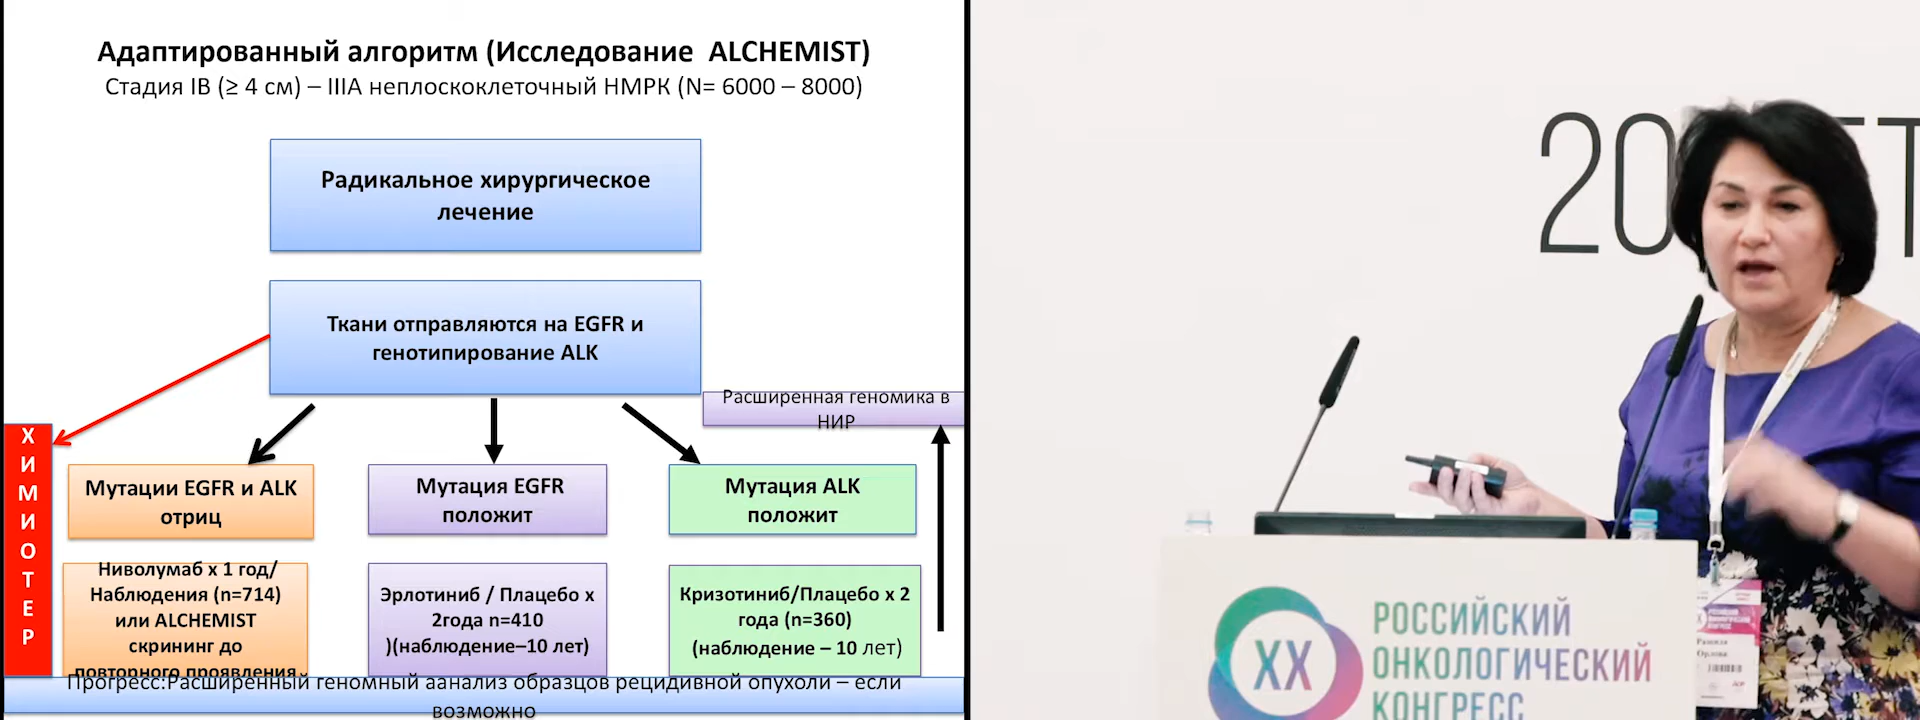 Адаптированный алгоритм (Исследование ALCHEMIST)
Стадия IB (≥ 4 см) – IIIA неплоскоклеточный НМРК (N= 6000 – 8000)
Радикальное хирургическое
лечение
Ткани отправляются на EGFR и
генотипирование ALK
Расширенная геномика в
НИР
ХИМИОТЕР
Мутации EGFR и ALK
отриц
Мутация EGFR
положит
Мутация ALK
положит
Ниволумаб x 1 год/
Наблюдения (n=714)
или ALCHEMIST
скрининг до
повторного проявления
Эрлотиниб / Плацебо x
2года n=410
)(наблюдение–10 лет)
Кризотиниб/Плацебо x 2
года (n=360)
(наблюдение – 10 лет)
Прогресс:Расширенный геномный аанализ образцов рецидивной опухоли – если
возможно
20
ЕТ
XX
РОССИЙСКИЙ
ОНКОЛОГИЧЕСКИЙ
КОНГРЕСС
Орлова